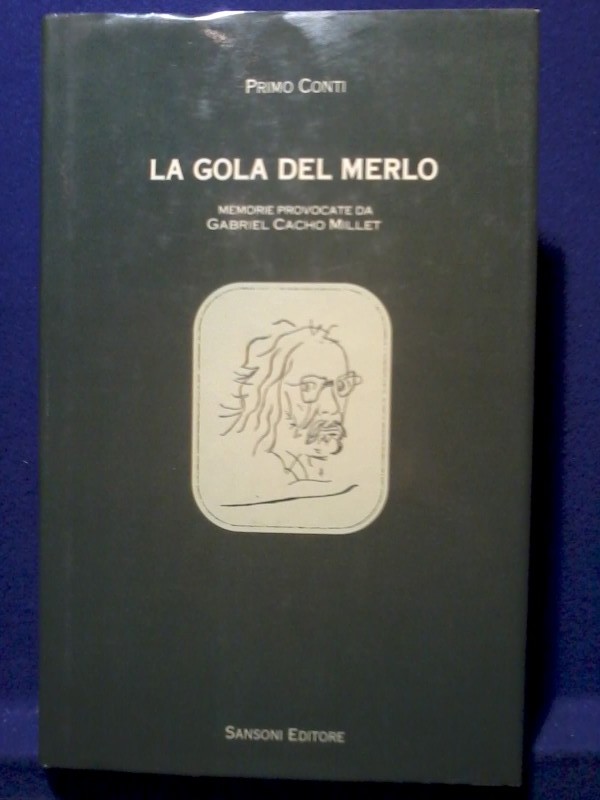 PRIMO CONTI
LA GOLA DEL MERLO
MEMORIE PROVOCATE DA
GABRIEL CACHO MILLET
SANSONI EDITORE